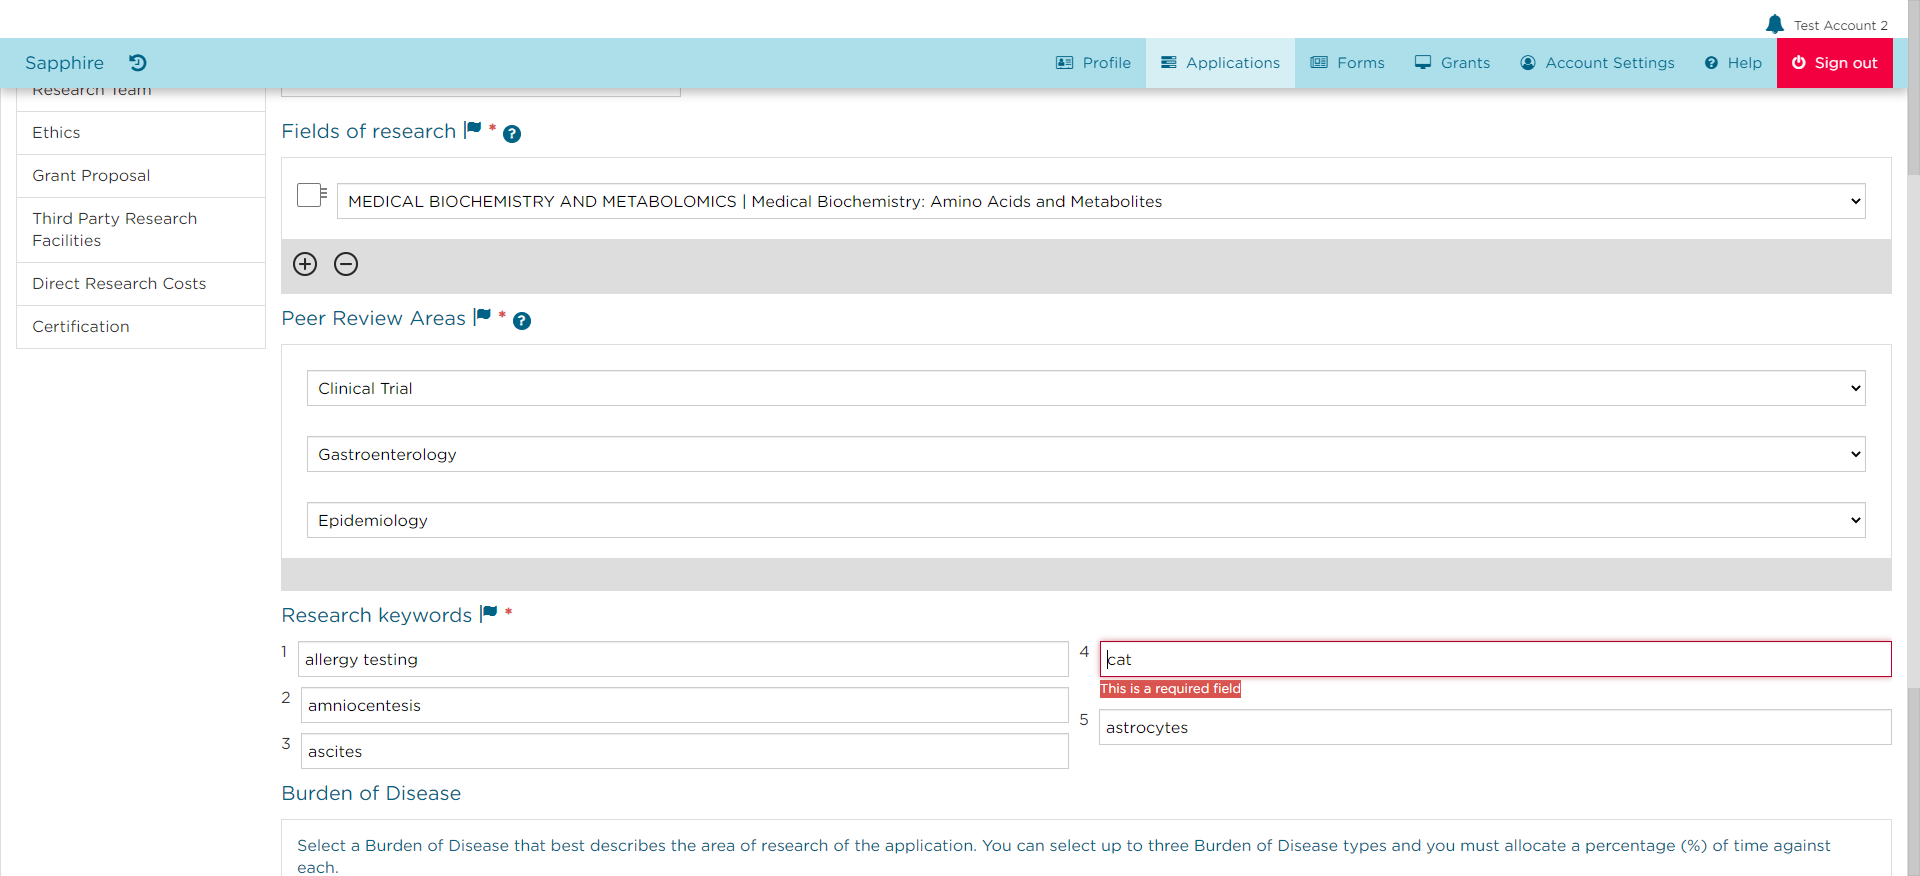 Test Account 2
Sapphire
Profile
Applications
Forms
Grants
Account Settings
Help
Sign out
Research Team
Ethics
Grant Proposal
Third Party Research
Facilities
Direct Research Costs
Certification
Fields of research *
MEDICAL BIOCHEMISTRY AND METABOLOMICS | Medical Biochemistry: Amino Acids and Metabolites
Peer Review Areas *
Clinical Trial
Gastroenterology
Epidemiology
Research keywords *
1 allergy testing
2 amniocentesis
3 ascites
4 cat
This is a required field
5 astrocytes
Burden of Disease
Select a Burden of Disease that best describes the area of research of the application. You can select up to three Burden of Disease types and you must allocate a percentage (%) of time against
each.